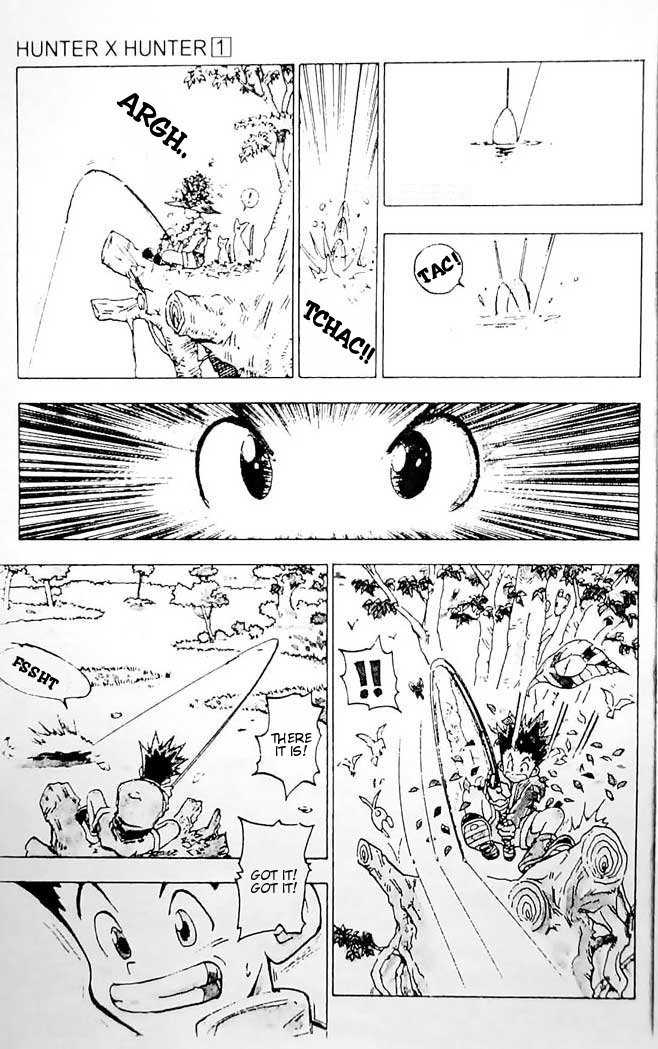 HUNTER X HUNTER 1
TAC!
TCHAC!!
ARGH..
!
!!
THERE
IT IS!
FSSHT
GOT IT!
GOT IT!